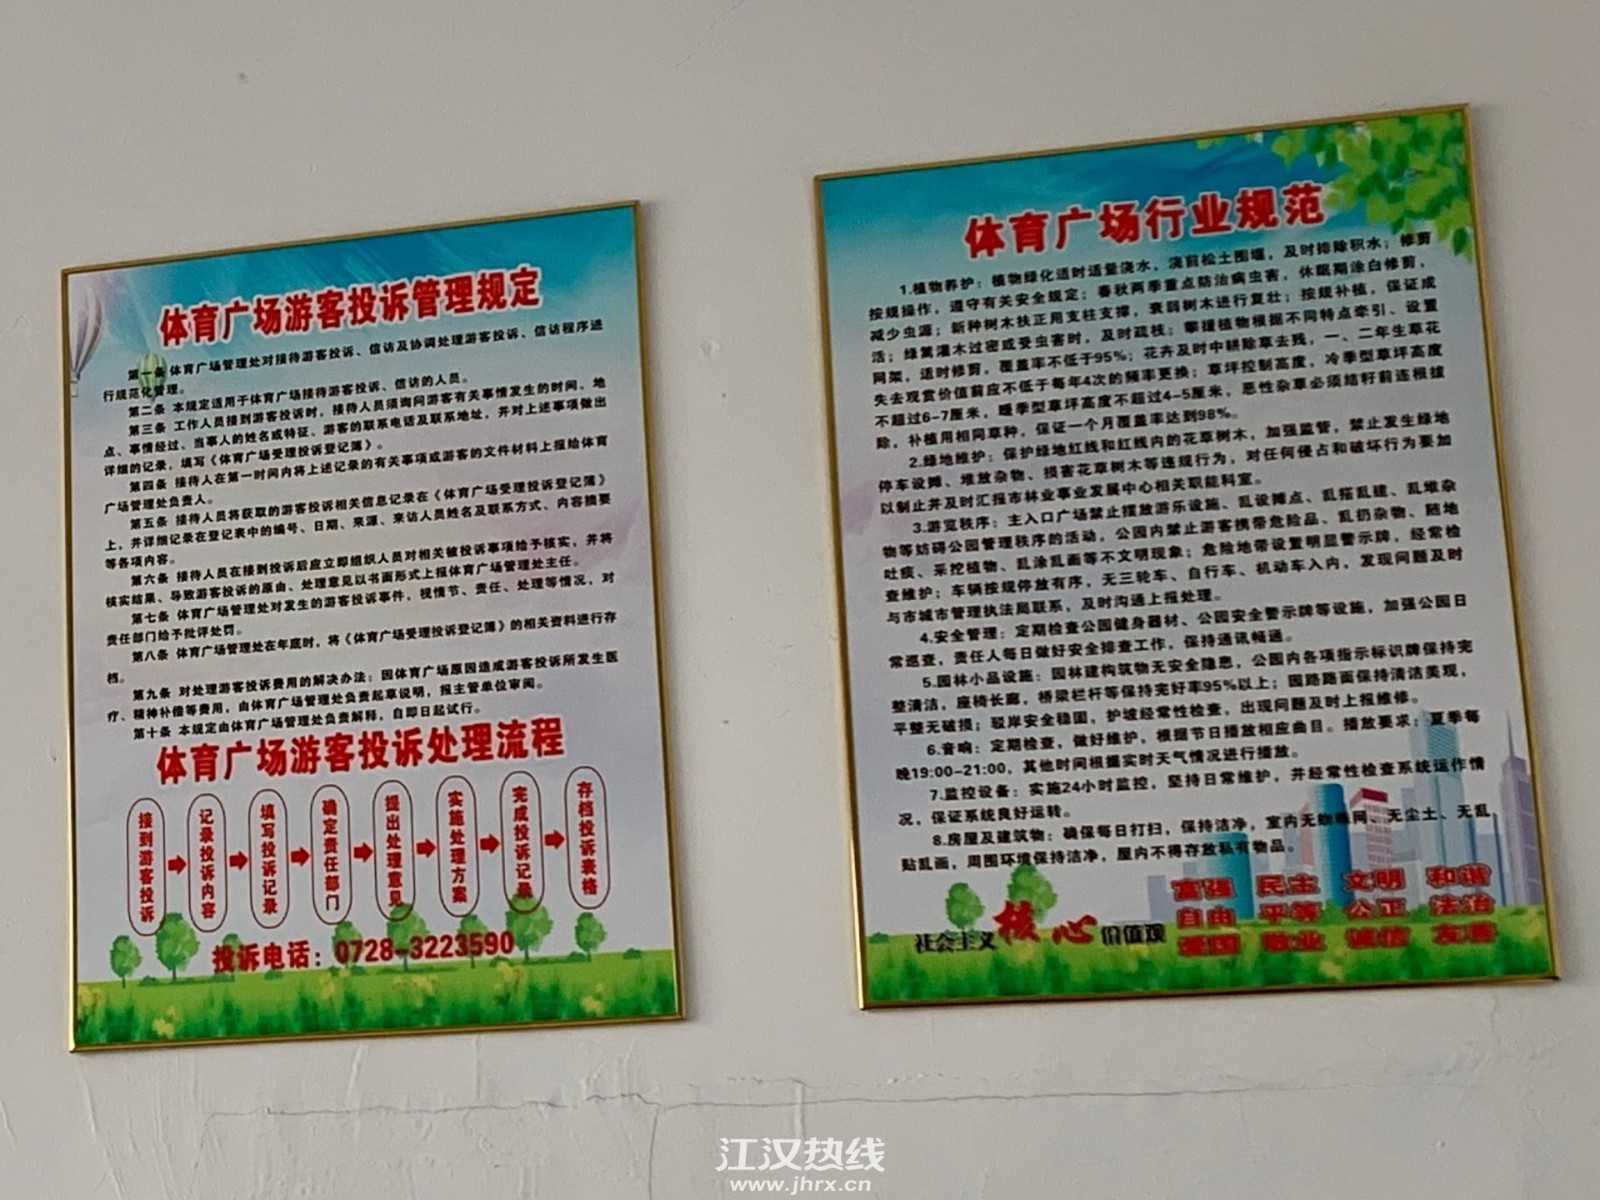 体育广场游客投诉管理规定
第一条 体育广场管理处对接待游客投诉、信访及协调处理游客投诉、信访程序进
行规范化管理。
第二条 本规定适用于体育广场接待游客投诉、信访的人员。
第三条 工作人员接到游客投诉时，接待人员须询问游客有关事情发生的时间、地
点、事情经过、当事人的姓名或特征、游客的联系电话及联系地址，并对上述事项做出
详细的记录，填写《体育广场受理投诉登记簿》。
第四条 接待人在第一时间内将上述记录的有关事项或游客的文件材料上报给体育
广场管理处负责人。
第五条 接待人员将获取的游客投诉相关信息记录在《体育广场受理投诉登记簿》
上，并详细记录在登记表中的编号、日期、来源、来访人员姓名及联系方式、内容摘要
等各项内容。
第六条 接待人员在接到投诉后应立即组织人员对相关被投诉事项给予核实，并将
核实结果、导致游客投诉的原由、处理意见以书面形式上报体育广场管理处主任。
第七条 体育广场管理处对发生的游客投诉事件，视情节、责任、处理等情况，对
责任部门给予批评处罚。
第八条 体育广场管理处在年底时，将《体育广场受理投诉登记簿》的相关资料进行存
档。
第九条 对处理游客投诉费用的解决办法：因体育广场原因造成游客投诉所发生医
疗、精神补偿等费用，由体育广场管理处负责起草说明，报主管单位审阅。
第十条 本规定由体育广场管理处负责解释，自即日起试行。
体育广场游客投诉处理流程
接到游客投诉
记录投诉内容
填写投诉记录
确定责任部门
提出处理意见
实施处理方案
完成投诉记录
存档投诉表格
投诉电话：0728-3223590
体育广场行业规范
1.植物养护：植物绿化适时适量浇水，浇前松土围堰，及时排除积水；修剪
按规操作，遵守有关安全规定；春秋两季重点防治病虫害，休眠期涂白修剪，
减少虫源；新种树木扶正用支柱支撑，衰弱树木进行复壮；按规补植，保证成
活；绿篱灌木过密或受虫害时，及时疏枝；攀援植物根据不同特点牵引、设置
网架，适时修剪，覆盖率不低于95%；花卉及时中耕除草去残，一、二年生草花
失去观赏价值前应不低于每年4次的频率更换；草坪控制高度，冷季型草坪高度
不超过6-7厘米，暖季型草坪高度不超过4-5厘米，恶性杂草必须结籽前连根拔
除，补植用相同草种，保证一个月覆盖率达到98%。
2.绿地维护：保护绿地红线和红线内的花草树木，加强监管，禁止发生绿地
停车设摊、堆放杂物、损害花草树木等违规行为，对任何侵占和破坏行为要加
以制止并及时汇报市林业事业发展中心相关职能科室。
3.游览秩序：主入口广场禁止摆放游乐设施、乱设摊点、乱搭乱建、乱堆杂
物等妨碍公园管理秩序的活动，公园内禁止游客携带危险品、乱扔杂物、随地
吐痰、采挖植物、乱涂乱画等不文明现象；危险地带设置明显警示牌，经常检
查维护；车辆按规停放有序，无三轮车、自行车、机动车入内，发现问题及时
与市城市管理执法局联系，及时沟通上报处理。
4.安全管理：定期检查公园健身器材、公园安全警示牌等设施，加强公园日
常巡查，责任人每日做好安全排查工作，保持通讯畅通。
5.园林小品设施：园林建构筑物无安全隐患，公园内各项指示标识牌保持完
整清洁，座椅长廊，桥梁栏杆等保持完好率95%以上；园路路面保持清洁美观，
平整无破损；驳岸安全稳固，护坡经常性检查，出现问题及时上报维修。
6.音响：定期检查，做好维护，根据节日播放相应曲目。播放要求：夏季每
晚19:00-21:00，其他时间根据实时天气情况进行播放。
7.监控设备：实施24小时监控，坚持日常维护，并经常性检查系统运作情
况，保证系统良好运转。
8.房屋及建筑物：确保每日打扫，保持洁净，室内无蜘蛛网、无尘土、无乱
贴乱画，周围环境保持洁净，屋内不得存放私有物品。
社会主义核心价值观
富强 民主 文明 和谐
自由 平等 公正 法治
爱国 敬业 诚信 友善
江汉热线
www.jhrx.cn